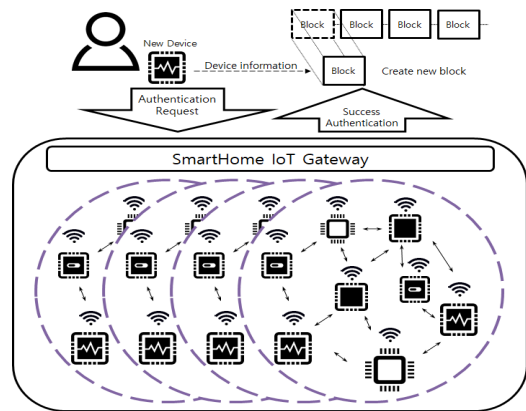 Block Block Block Block
New Device
Device information
Block
Create new block
Authentication
Request
Success
Authentication
SmartHome IoT Gateway